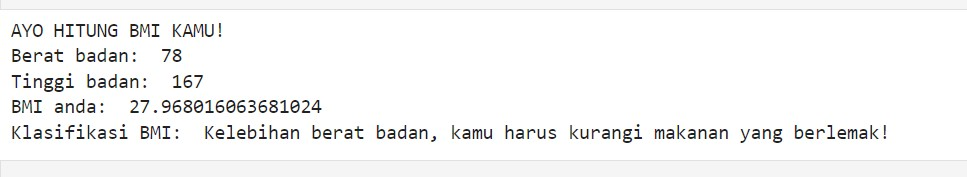 AYO HITUNG BMI KAMU!
Berat badan:  78
Tinggi badan:  167
BMI anda:  27.968016063681024
Klasifikasi BMI:  Kelebihan berat badan, kamu harus kurangi makanan yang berlemak!